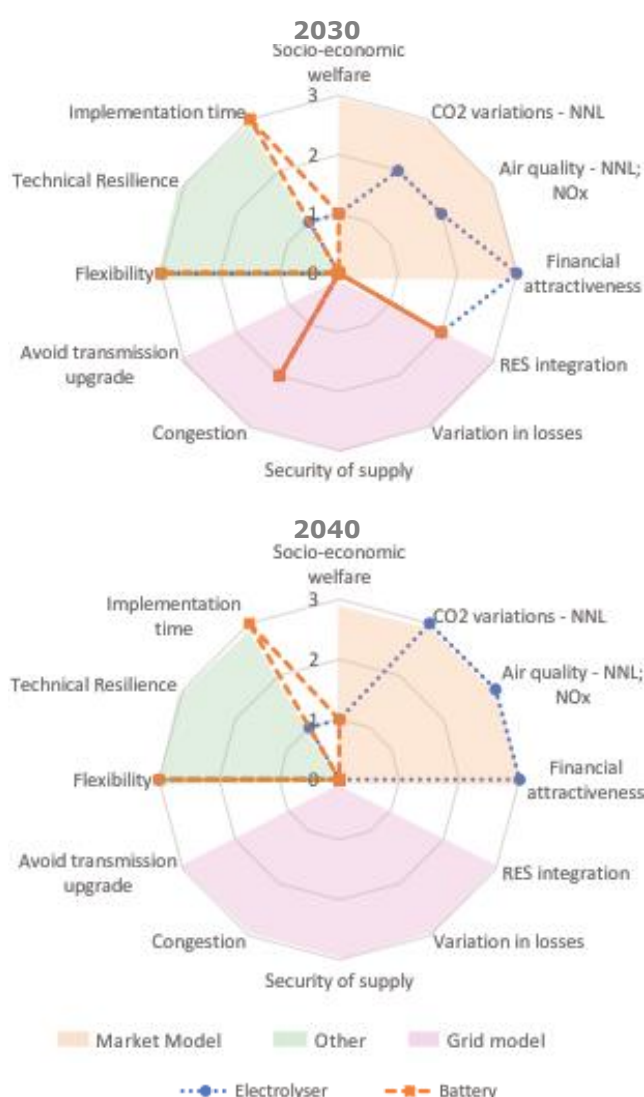 2030
Socio-economic
welfare
3
Implementation time
CO2 variations - NNL
2
Technical Resilience
Air quality - NNL;
NOx
1
Flexibility
0
Financial
attractiveness
Avoid transmission
upgrade
RES integration
Congestion
Variation in losses
Security of supply
2040
Socio-economic
welfare
3
Implementation
time
CO2 variations - NNL
2
Technical Resilience
Air quality - NNL;
NOx
1
Flexibility
0
Financial
attractiveness
Avoid transmission
upgrade
RES integration
Congestion
Variation in losses
Security of supply
Market Model
Other
Grid model
Electrolyser
Battery